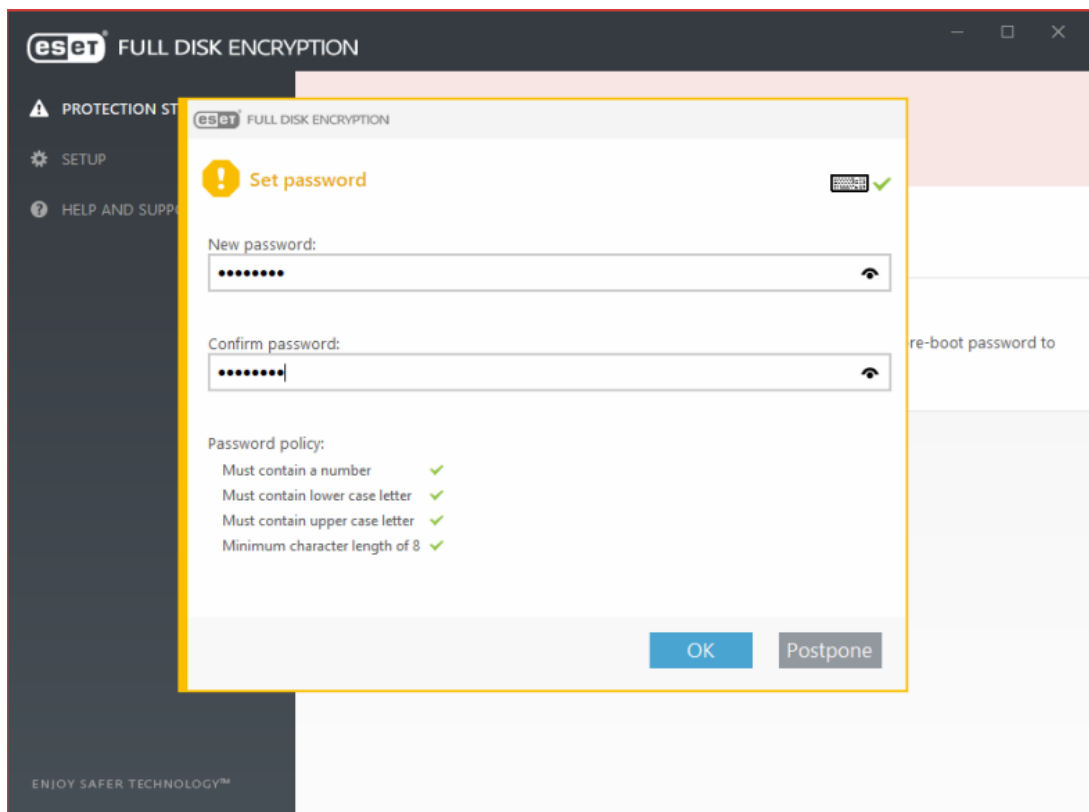 eseT FULL DISK ENCRYPTION
PROTECTION ST
SETUP
HELP AND SUPPO
eseT FULL DISK ENCRYPTION
Set password
New password:
••••••••
Confirm password:
••••••••
re-boot password to
Password policy:
Must contain a number
Must contain lower case letter
Must contain upper case letter
Minimum character length of 8
OK
Postpone
ENJOY SAFER TECHNOLOGY™